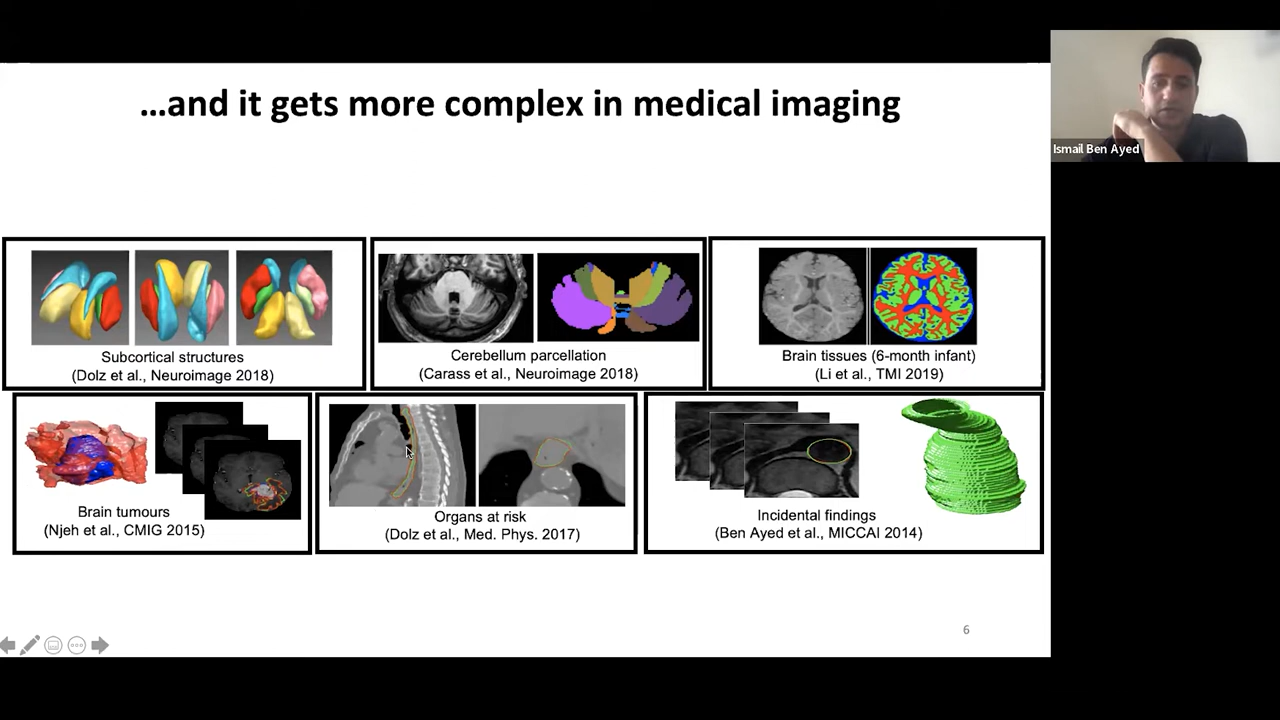 ...and it gets more complex in medical imaging
Ismail Ben Ayed
Subcortical structures
(Dolz et al., Neuroimage 2018)
Cerebellum parcellation
(Carass et al., Neuroimage 2018)
Brain tissues (6-month infant)
(Li et al., TMI 2019)
Brain tumours
(Njeh et al., CMIG 2015)
Organs at risk
(Dolz et al., Med. Phys. 2017)
Incidental findings
(Ben Ayed et al., MICCAI 2014)
6